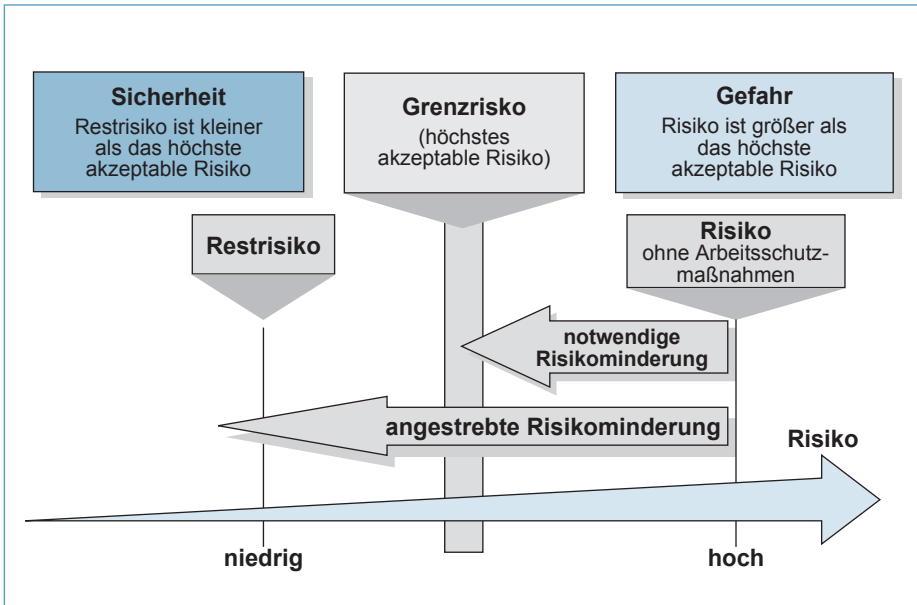 Sicherheit
Restrisiko ist kleiner
als das höchste
akzeptable Risiko
Grenzrisko
(höchstes
akzeptable Risiko)
Gefahr
Risiko ist größer als
das höchste
akzeptable Risiko
Restrisiko
Risiko
ohne Arbeitsschutz-
maßnahmen
notwendige
Risikominderung
angestrebte Risikominderung
Risiko
niedrig
hoch